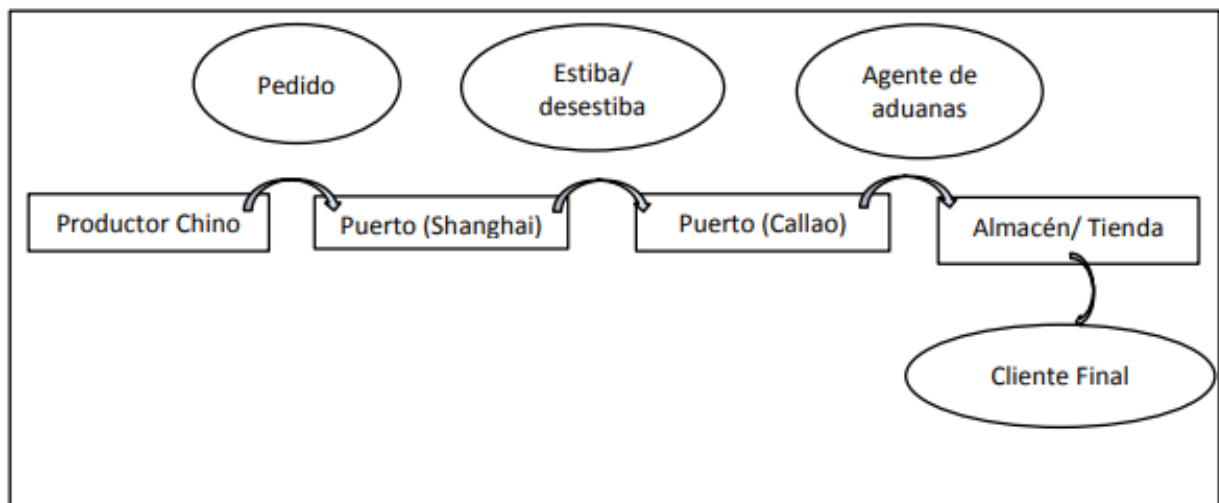 Pedido
Estiba/
desestiba
Agente de
aduanas
Productor Chino
Puerto (Shanghai)
Puerto (Callao)
Almacén/ Tienda
Cliente Final